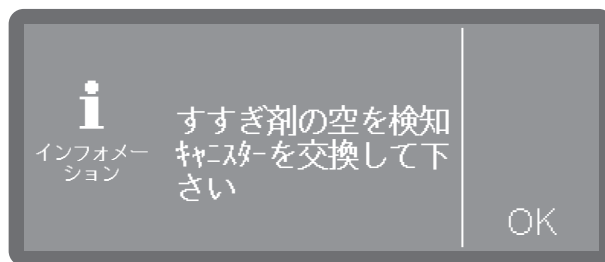 i
インフォメー
ション
すすぎ剤の空を検知
ｷｬﾆｽﾀｰを交換して下
さい
OK